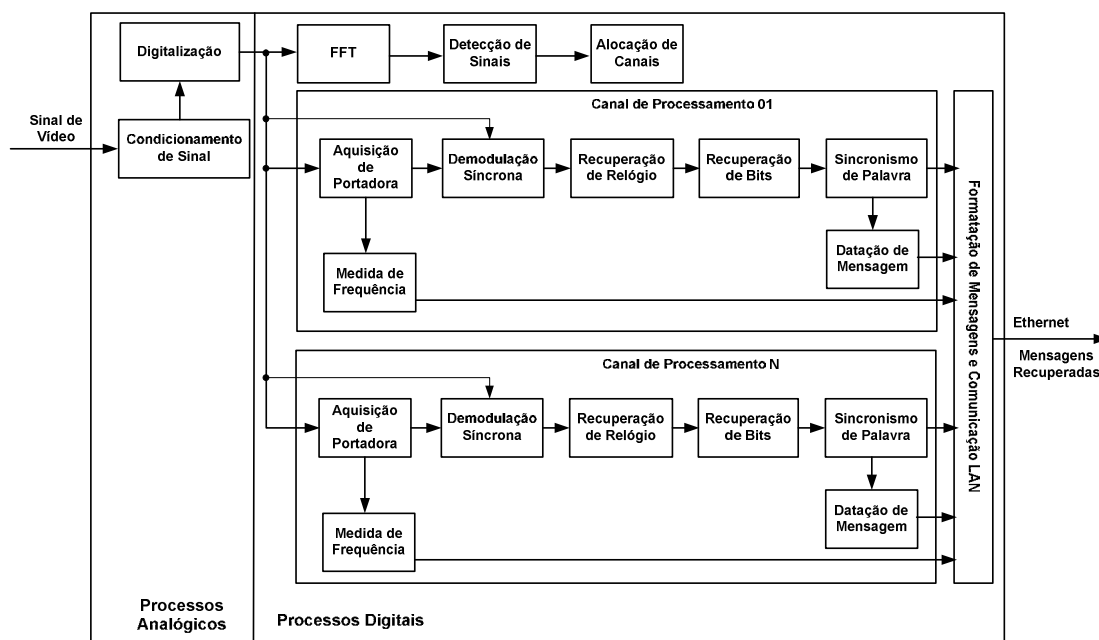 Digitalização
FFT
Detecção de
Sinais
Alocação de
Canais
Sinal de
Vídeo
Condicionamento
de Sinal
Canal de Processamento 01
Aquisição
de
Portadora
Demodulação
Síncrona
Recuperação
de Relógio
Recuperação
de Bits
Sincronismo
de Palavra
Medida de
Frequência
Datação de
Mensagem
Formatação de Mensagens e Comunicação LAN
Ethernet
Mensagens
Recuperadas
Canal de Processamento N
Aquisição
de
Portadora
Demodulação
Síncrona
Recuperação
de Relógio
Recuperação
de Bits
Sincronismo
de Palavra
Medida de
Frequência
Datação de
Mensagem
Processos
Analógicos
Processos Digitais